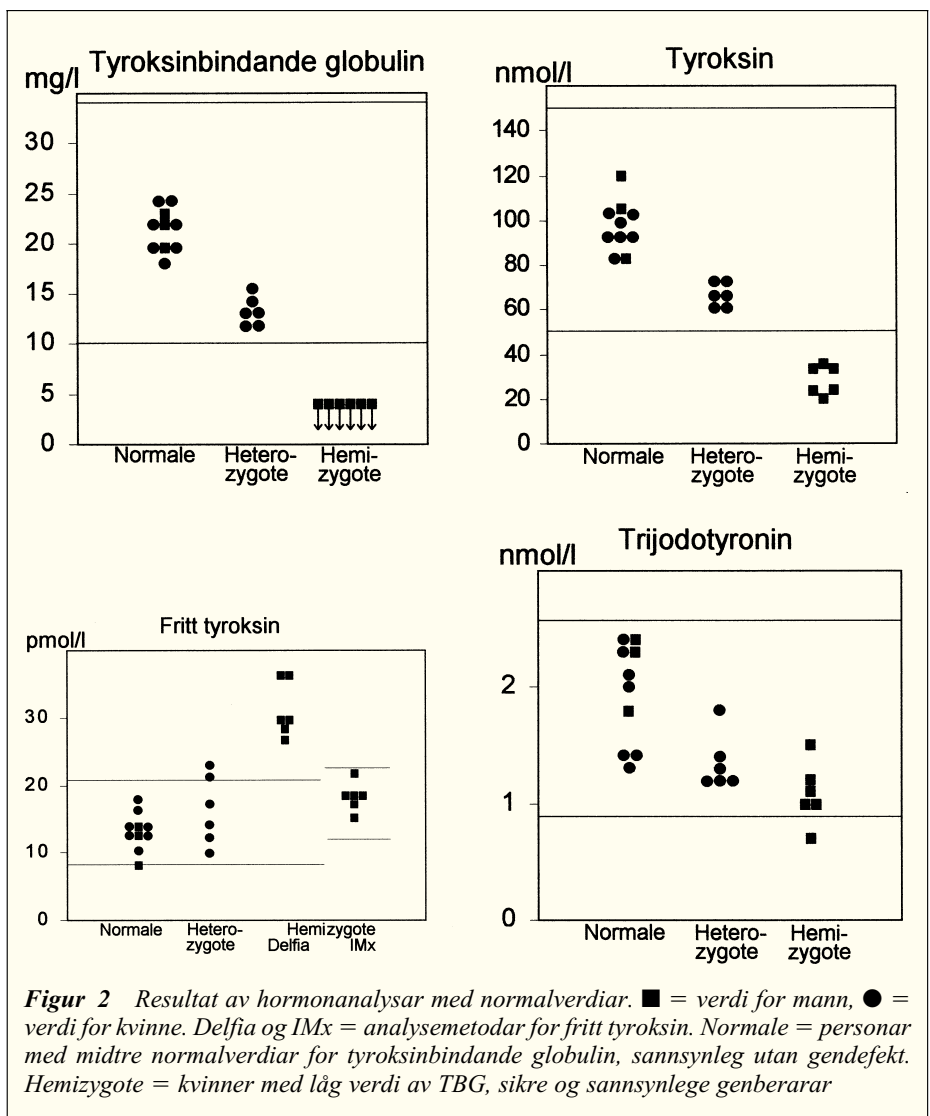 Tyroksinbindande globulin
mg/l
30
25
20
15
10
5
0
Normale
Hetero-
zygote
Hemi-
zygote
Tyroksin
nmol/l
140
120
100
80
60
40
20
0
Normale
Hetero-
zygote
Hemi-
zygote
Fritt tyroksin
pmol/l
30
20
10
0
Normale
Hetero-
zygote
Hemizygote
Delfia IMx
Trijodotyronin
nmol/l
2
1
0
Normale
Hetero-
zygote
Hemi-
zygote
Figur 2 Resultat av hormonanalysar med normalverdiar. ■ = verdi for mann, ● =
verdi for kvinne. Delfia og IMx = analysemetodar for fritt tyroksin. Normale = personar
med midtre normalverdiar for tyroksinbindande globulin, sannsynleg utan gendefekt.
Hemizygote = kvinner med låg verdi av TBG, sikre og sannsynlege genberarar